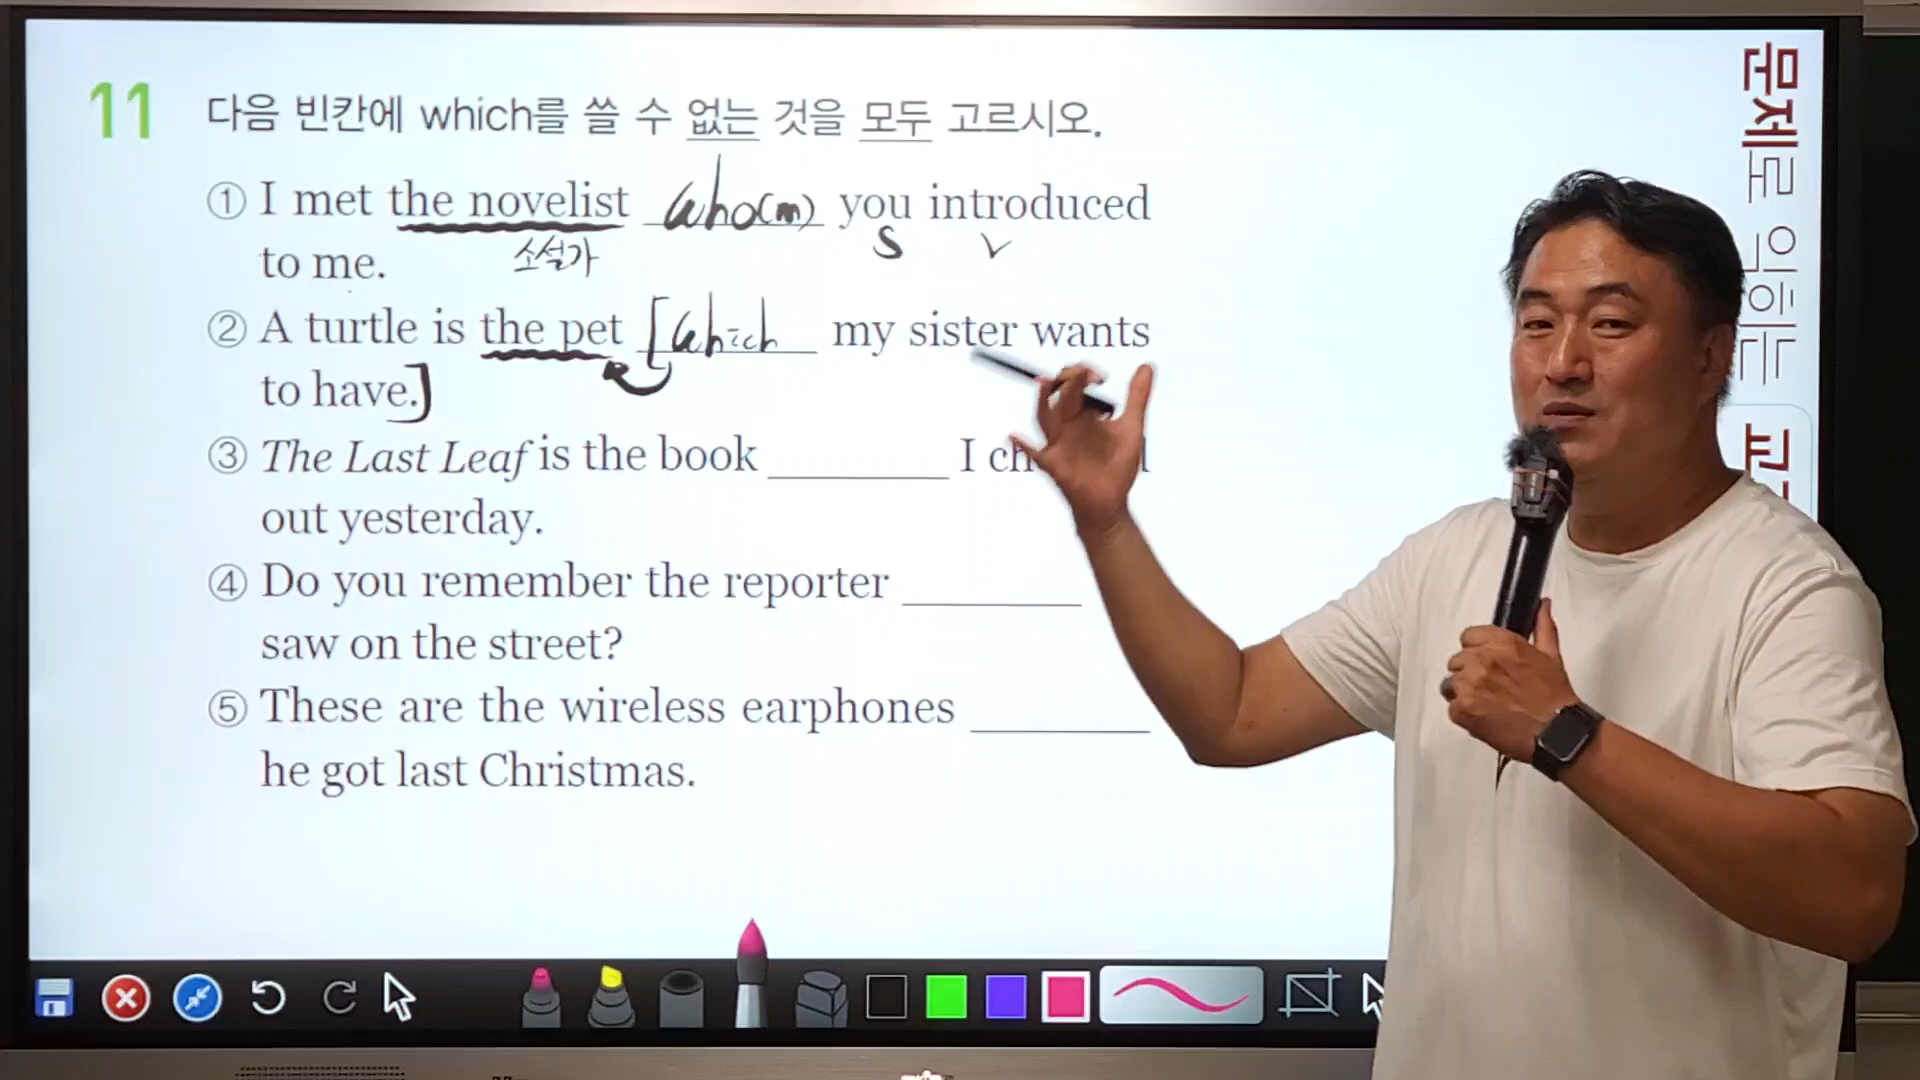 11 다음 빈칸에 which를 쓸 수 없는 것을 모두 고르시오.
① I met the novelist who(m) you introduced
S V
소설가
to me.
② A turtle is the pet [which my sister wants
to have.]
③ The Last Leaf is the book ________ I
out yesterday.
④ Do you remember the reporter ________
saw on the street?
⑤ These are the wireless earphones ________
he got last Christmas.
문제로 익히는